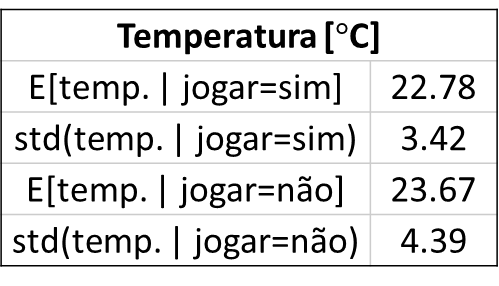 Temperatura [°C]
E[temp. | jogar=sim] 22.78
std(temp. | jogar=sim) 3.42
E[temp. | jogar=não] 23.67
std(temp. | jogar=não) 4.39